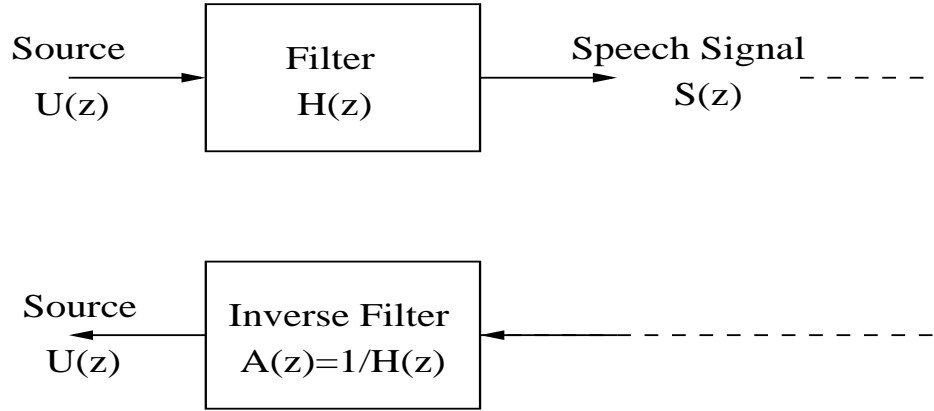 Source
U(z)
Filter
H(z)
Speech Signal
S(z)
Source
U(z)
Inverse Filter
A(z)=1/H(z)